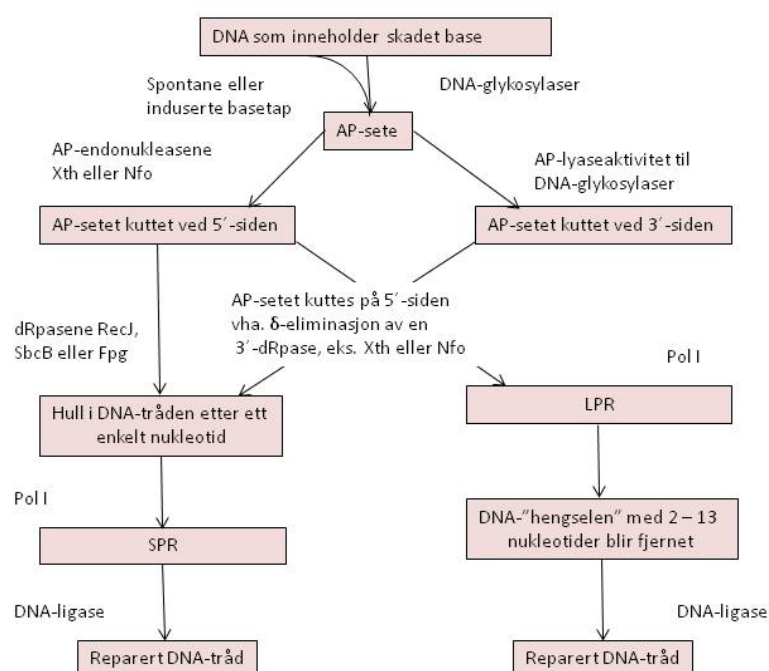 DNA som inneholder skadet base
Spontane eller
induserte basetap
DNA-glykosylaser
AP-sete
AP-endonukleasene
Xth eller Nfo
AP-lyaseaktivitet til
DNA-glykosylaser
AP-setet kuttet ved 5´-siden
AP-setet kuttet ved 3´-siden
AP-setet kuttes på 5´-siden
vha. δ-eliminasjon av en
3´-dRpase, eks. Xth eller Nfo
dRpasene RecJ,
SbcB eller Fpg
Pol I
Hull i DNA-tråden etter ett
enkelt nukleotid
LPR
Pol I
DNA-”hengselen” med 2 – 13
nukleotider blir fjernet
SPR
DNA-ligase
DNA-ligase
Reparert DNA-tråd
Reparert DNA-tråd